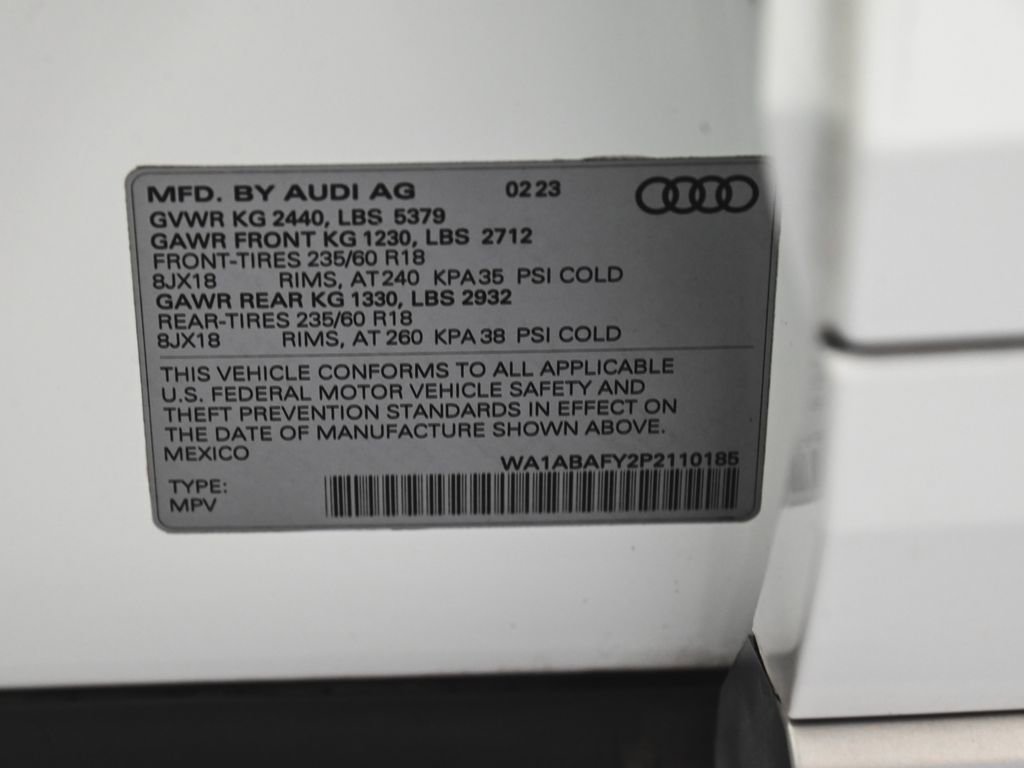 MFD. BY AUDI AG 02 23
GVWR KG 2440, LBS 5379
GAWR FRONT KG 1230, LBS 2712
FRONT-TIRES 235/60 R18
8JX18 RIMS, AT 240 KPA 35 PSI COLD
GAWR REAR KG 1330, LBS 2932
REAR-TIRES 235/60 R18
8JX18 RIMS, AT 260 KPA 38 PSI COLD
THIS VEHICLE CONFORMS TO ALL APPLICABLE
U.S. FEDERAL MOTOR VEHICLE SAFETY AND
THEFT PREVENTION STANDARDS IN EFFECT ON
THE DATE OF MANUFACTURE SHOWN ABOVE.
MEXICO
WA1ABAFY2P2110185
TYPE:
MPV